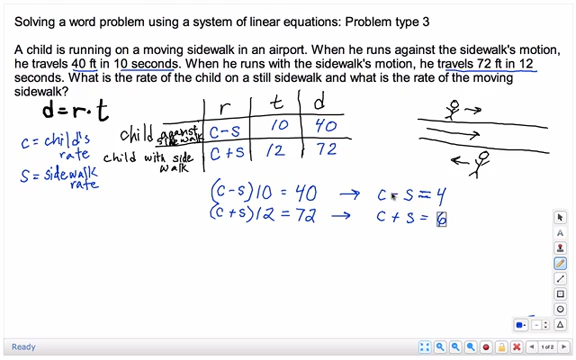 Solving a word problem using a system of linear equations: Problem type 3
A child is running on a moving sidewalk in an airport. When he runs against the sidewalk's motion,
he travels 40 ft in 10 seconds. When he runs with the sidewalk's motion, he travels 72 ft in 12
seconds. What is the rate of the child on a still sidewalk and what is the rate of the moving
sidewalk?
d = r · t
c = child's rate
S = sidewalk rate
r t d
child against sidewalk C - S 10 40
child with side walk C + S 12 72
(c - s) 10 = 40 → c - s = 4
(c + s) 12 = 72 → c + s = 6
Ready
1 of 2